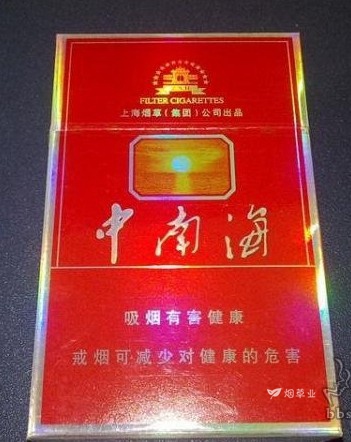 FILTER CIGARETTES
上海烟草(集团)公司出品
中南海
吸烟有害健康
戒烟可减少对健康的危害
烟草业
bbs